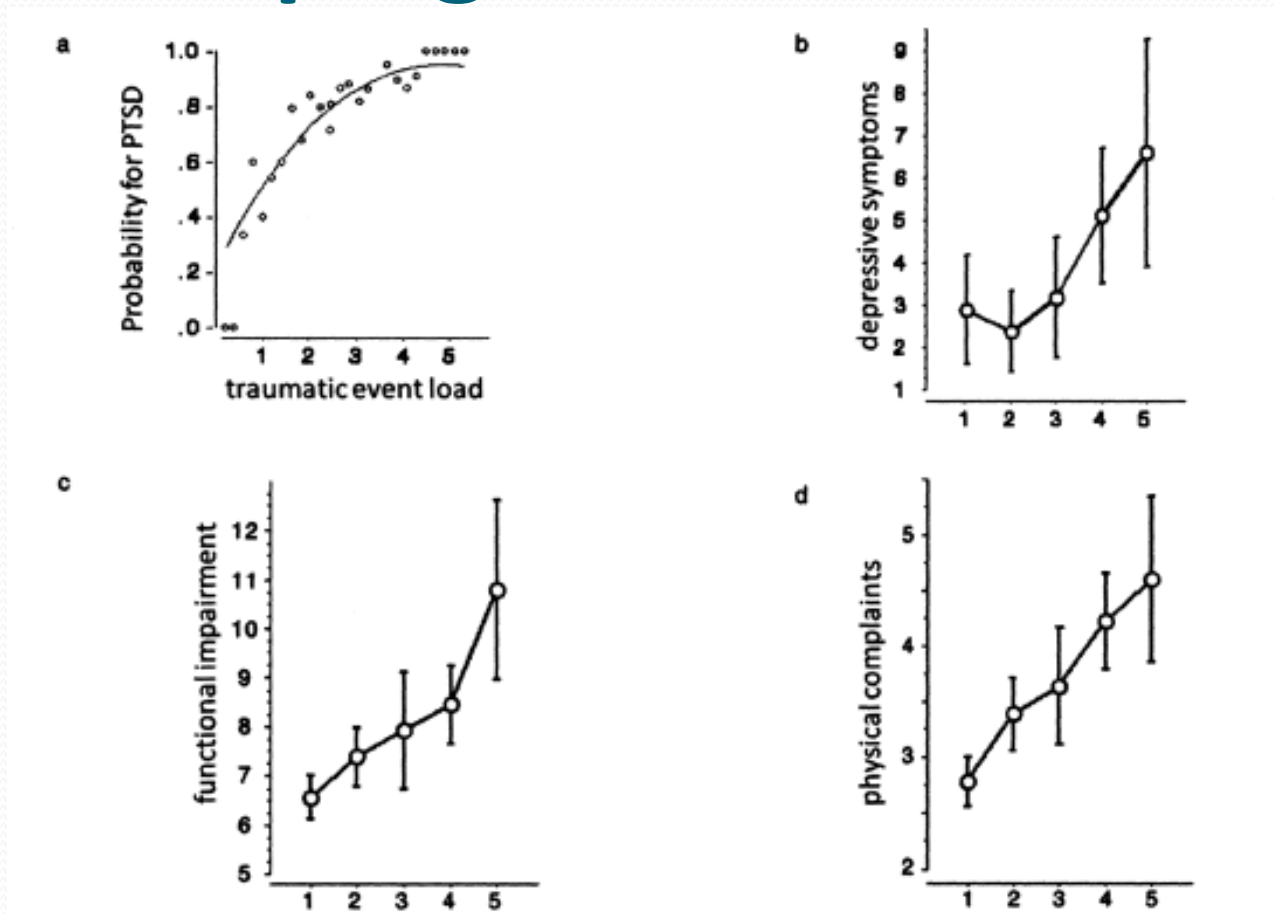 a
1.0
.8
.6
.4
.2
.0
Probability for PTSD
1 2 3 4 5
traumatic event load
b
9
8
7
6
5
4
3
2
1
depressive symptoms
1 2 3 4 5
c
12
11
10
9
8
7
6
5
functional impairment
1 2 3 4 5
d
5
4
3
2
physical complaints
1 2 3 4 5